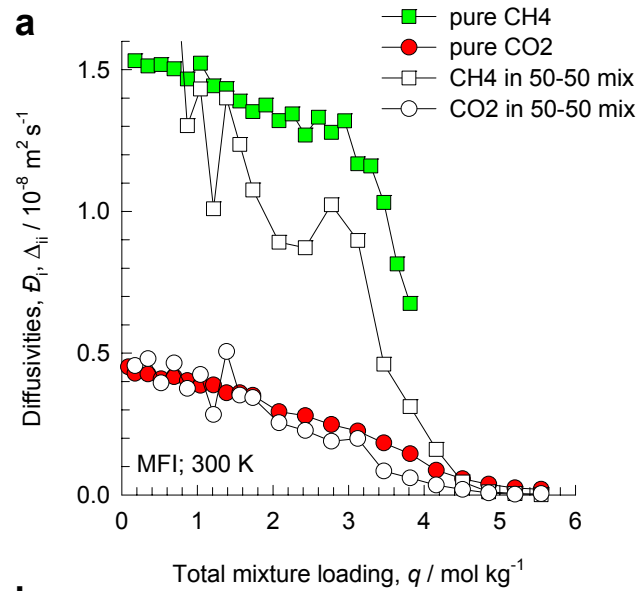 a
pure CH4
pure CO2
CH4 in 50-50 mix
CO2 in 50-50 mix
Diffusivities, Đi, Δii / 10-8 m2 s-1
1.5
1.0
0.5
0.0
MFI; 300 K
0 1 2 3 4 5 6
Total mixture loading, q / mol kg-1